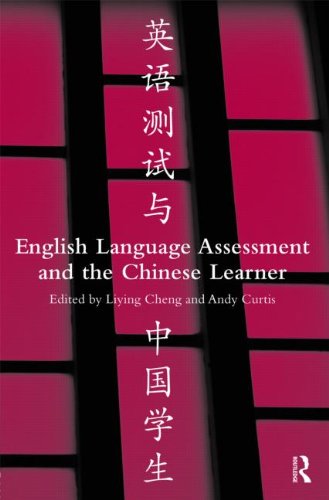 英语测试与
English Language Assessment
and the Chinese Learner
Edited by Liying Cheng and Andy Curtis
中国学生
R
ROUTLEDGE